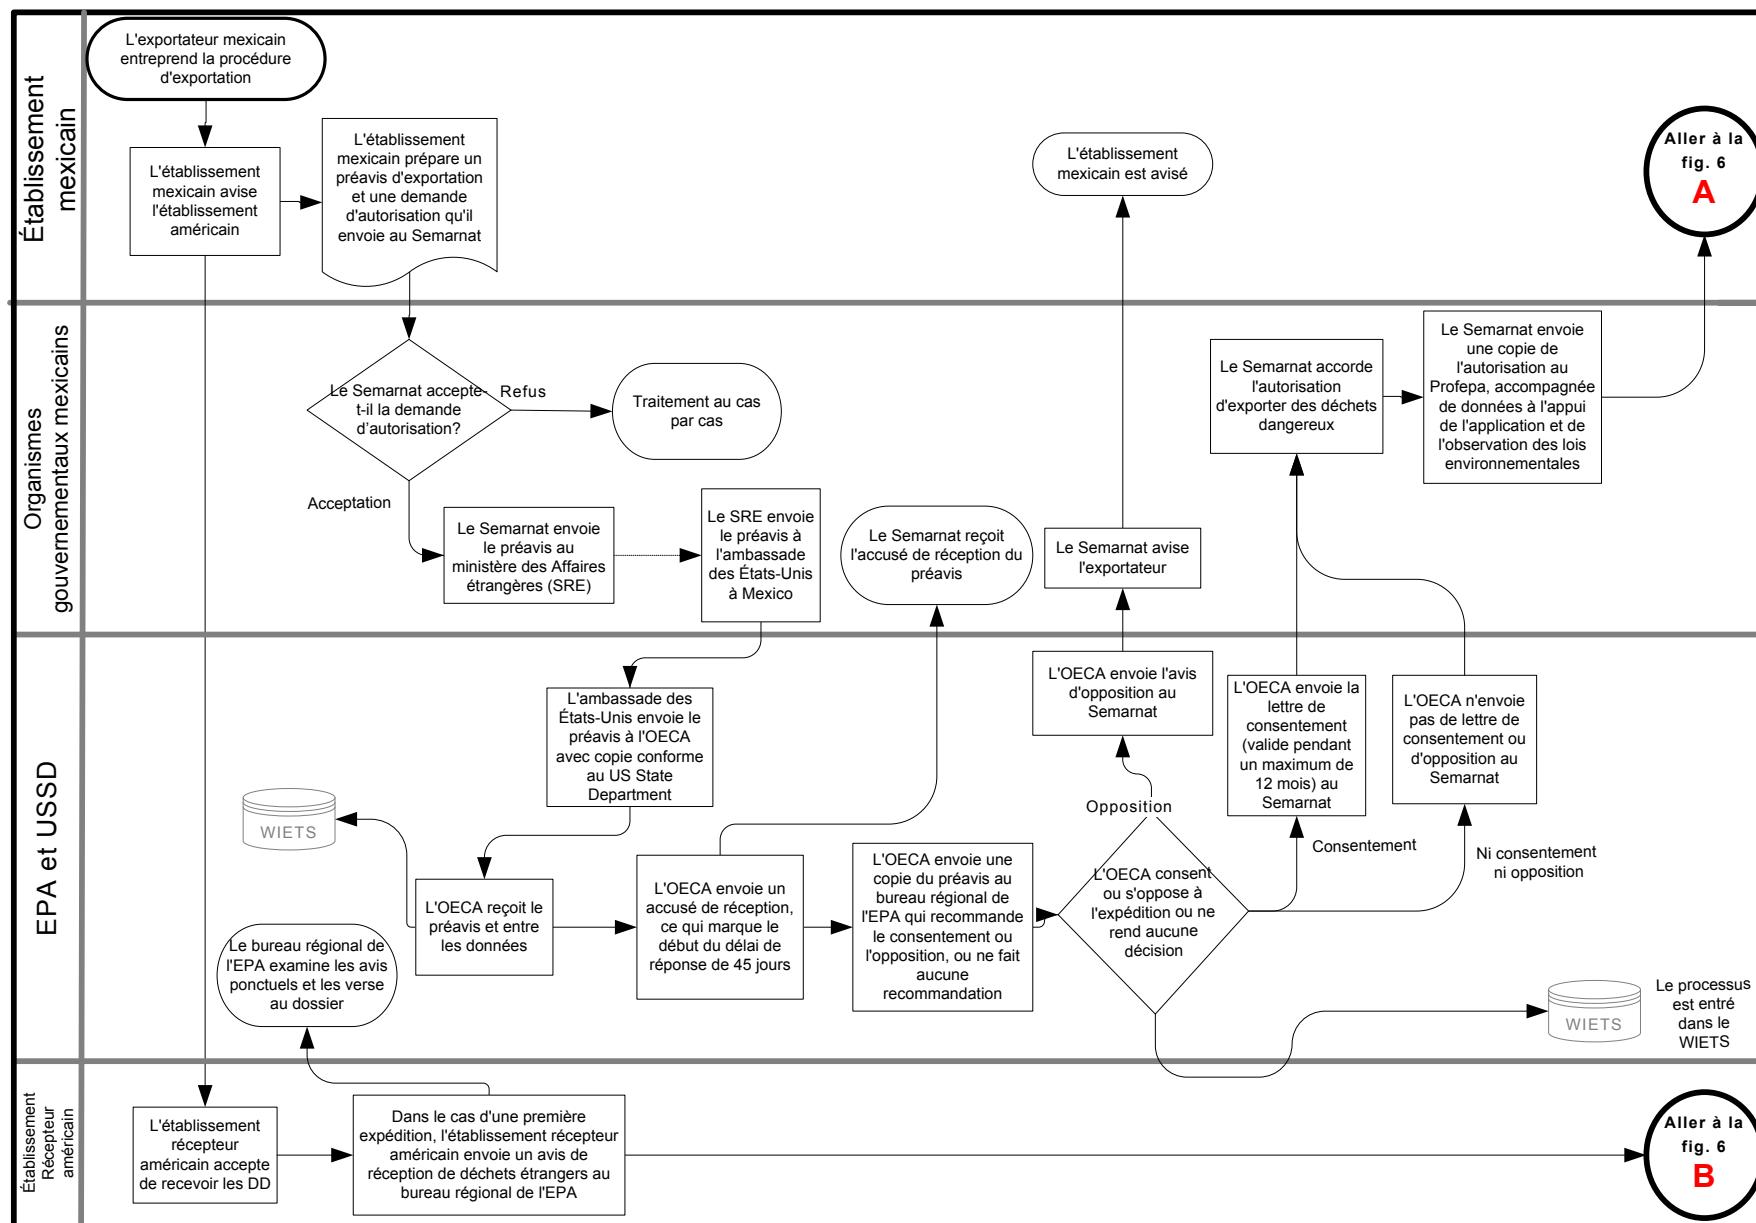 Établissement
mexicain
L'exportateur mexicain
entreprend la procédure
d'exportation
L'établissement
mexicain avise
l'établissement
américain
L'établissement
mexicain prépare un
préavis d'exportation
et une demande
d'autorisation qu'il
envoie au Semarnat
L'établissement
mexicain est avisé
Aller à la
fig. 6
A
Organismes
gouvernementaux mexicains
Le Semarnat accepte-
t-il la demande
d'autorisation?
Refus
Traitement au cas
par cas
Acceptation
Le Semarnat envoie
le préavis au
ministère des Affaires
étrangères (SRE)
Le SRE envoie
le préavis à
l'ambassade
des États-Unis
à Mexico
Le Semarnat reçoit
l'accusé de réception du
préavis
Le Semarnat avise
l'exportateur
Le Semarnat accorde
l'autorisation
d'exporter des déchets
dangereux
Le Semarnat envoie
une copie de
l'autorisation au
Profepa, accompagnée
de données à l'appui
de l'application et de
l'observation des lois
environnementales
EPA et USSD
L'ambassade des
États-Unis envoie le
préavis à l'OECA
avec copie conforme
au US State
Department
WIETS
L'OECA reçoit le
préavis et entre
les données
L'OECA envoie un
accusé de réception,
ce qui marque le
début du délai de
réponse de 45 jours
L'OECA envoie une
copie du préavis au
bureau régional de
l'EPA qui recommande
le consentement ou
l'opposition, ou ne fait
aucune
recommandation
L'OECA envoie l'avis
d'opposition au
Semarnat
Opposition
L'OECA consent
ou s'oppose à
l'expédition ou ne
rend aucune
décision
L'OECA envoie la
lettre de
consentement
(valide pendant
un maximum de
12 mois) au
Semarnat
Consentement
L'OECA n'envoie
pas de lettre de
consentement ou
d'opposition au
Semarnat
Ni consentement
ni opposition
Le bureau régional de
l'EPA examine les avis
ponctuels et les verse
au dossier
WIETS
Le processus
est entré
dans le
WIETS
Établissement
Récepteur
américain
L'établissement
récepteur
américain accepte
de recevoir les DD
Dans le cas d'une première
expédition, l'établissement récepteur
américain envoie un avis de
réception de déchets étrangers au
bureau régional de l'EPA
Aller à la
fig. 6
B